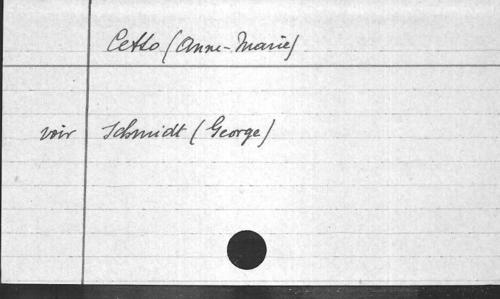 Cetto (Anne-Marie)
voir Schmidt (George)